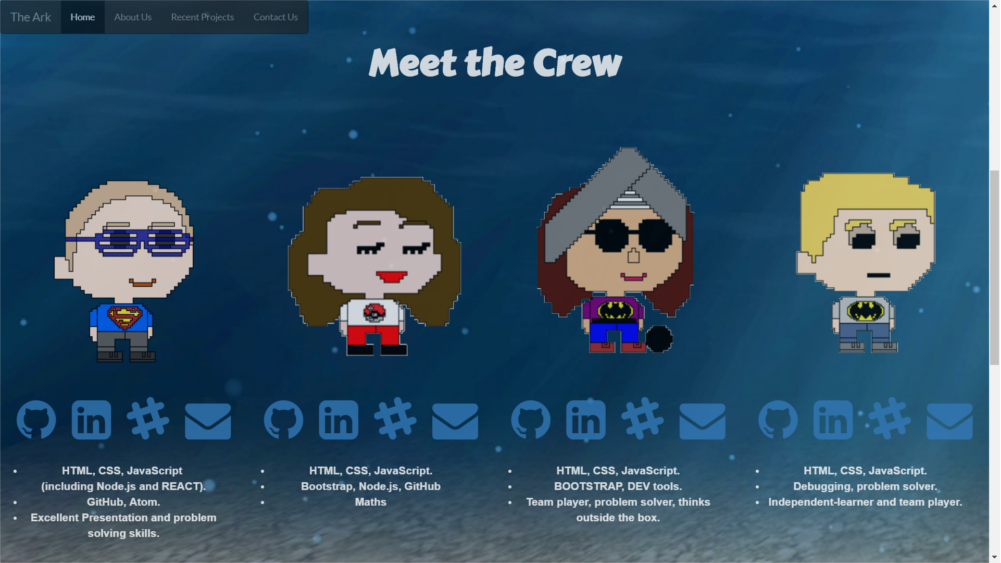 The Ark Home About Us Recent Projects Contact Us
Meet the Crew
HTML, CSS, JavaScript
(including Node.js and REACT).
GitHub, Atom.
Excellent Presentation and problem
solving skills.
HTML, CSS, JavaScript.
Bootstrap, Node.js, GitHub
Maths
HTML, CSS, JavaScript.
BOOTSTRAP, DEV tools.
Team player, problem solver, thinks
outside the box.
HTML, CSS, JavaScript.
Debugging, problem solver.
Independent-learner and team player.